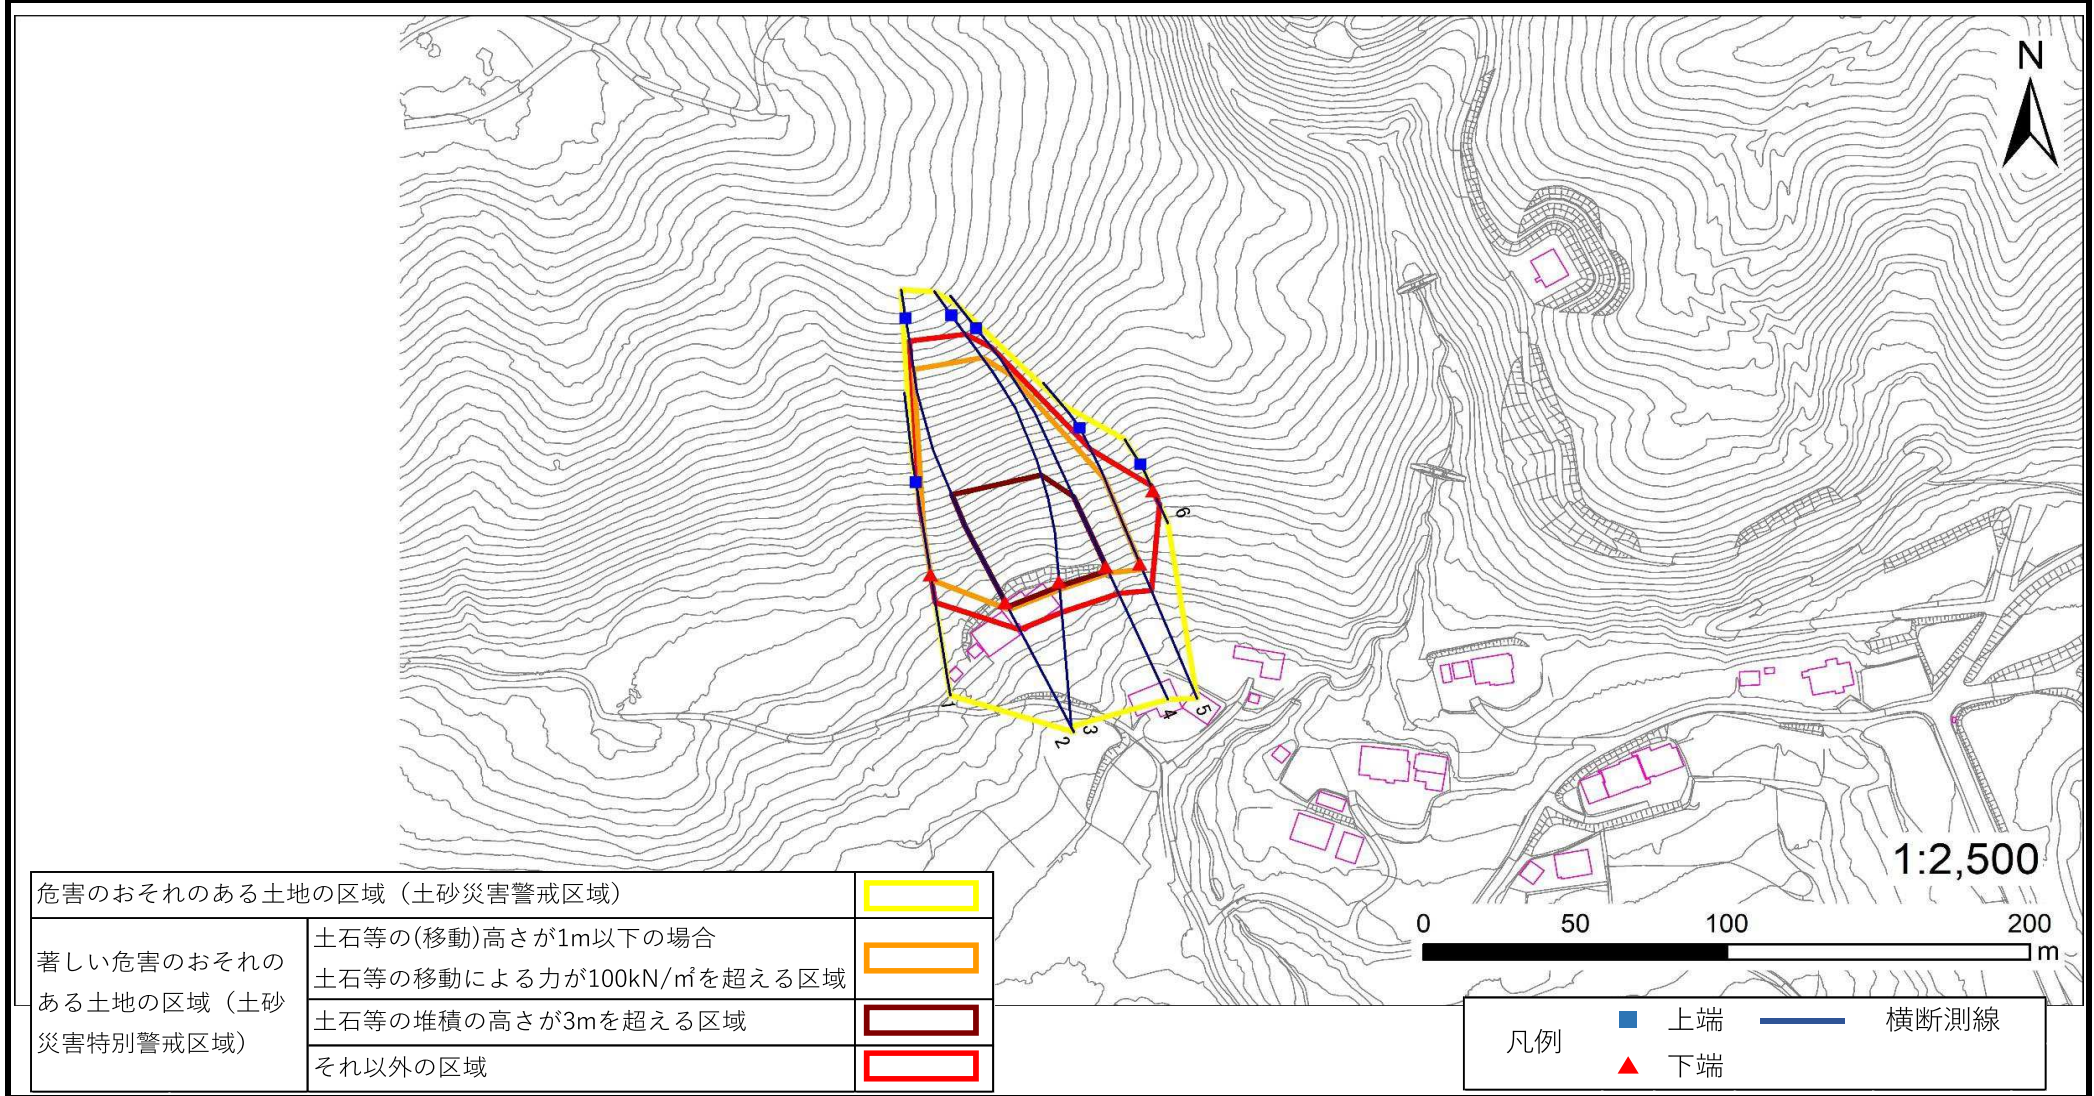 N
6
1
2
3
4
5
1:2,500
0 50 100 200
m
危害のおそれのある土地の区域（土砂災害警戒区域）
著しい危害のおそれの
ある土地の区域（土砂
災害特別警戒区域）
土石等の(移動)高さが1m以下の場合
土石等の移動による力が100kN/㎡を超える区域
土石等の堆積の高さが3mを超える区域
それ以外の区域
凡例
上端
横断測線
下端